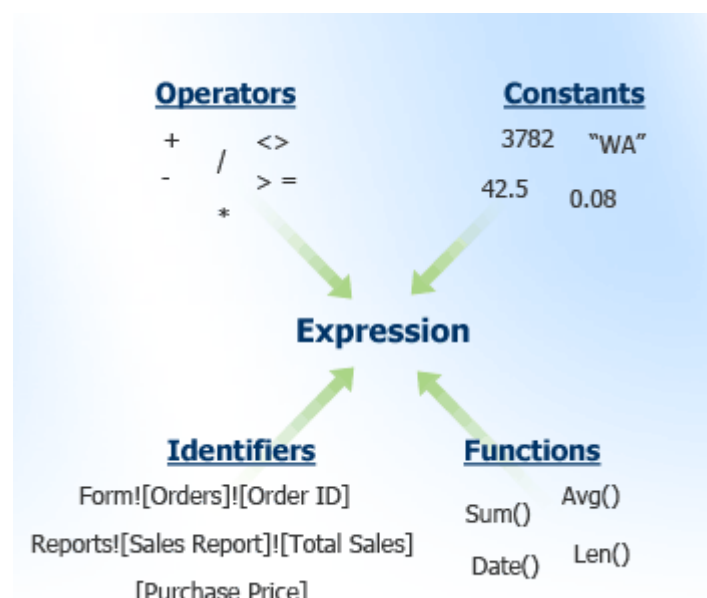 Operators
+ / <>
- > =
*
Constants
3782 “WA”
42.5 0.08
Expression
Identifiers
Form![Orders]![Order ID]
Reports![Sales Report]![Total Sales]
[Purchase Price]
Functions
Sum() Avg()
Date() Len()